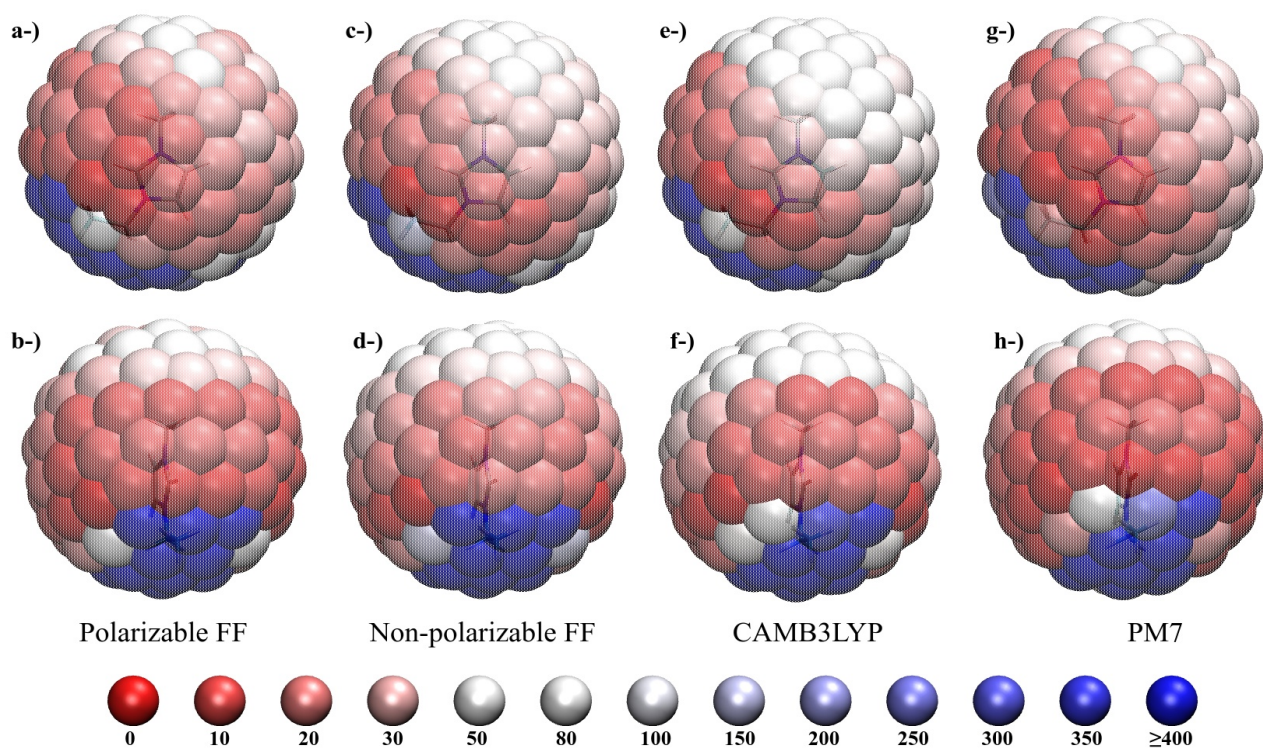 a-) c-) e-) g-)
b-) d-) f-) h-)
Polarizable FF Non-polarizable FF CAMB3LYP PM7
0 10 20 30 50 80 100 150 200 250 300 350 ≥400